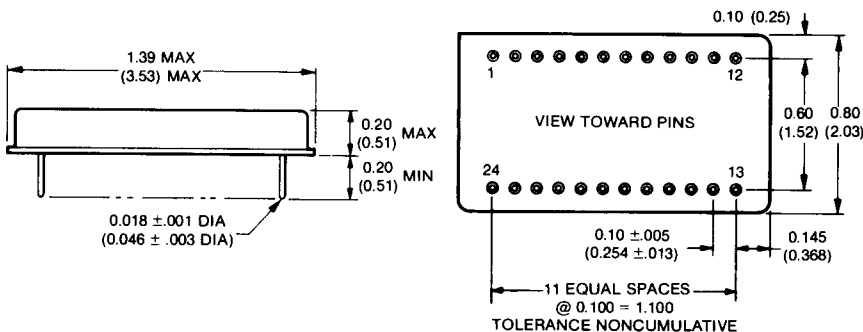 1.39 MAX
(3.53) MAX
0.20 MAX
(0.51)
0.20 MIN
(0.51)
0.018 ±.001 DIA
(0.046 ± .003 DIA)
0.10 (0.25)
1
12
VIEW TOWARD PINS
0.60
(1.52)
0.80
(2.03)
24
13
0.10 ±.005
(0.254 ±.013)
0.145
(0.368)
11 EQUAL SPACES
@ 0.100 = 1.100
TOLERANCE NONCUMULATIVE